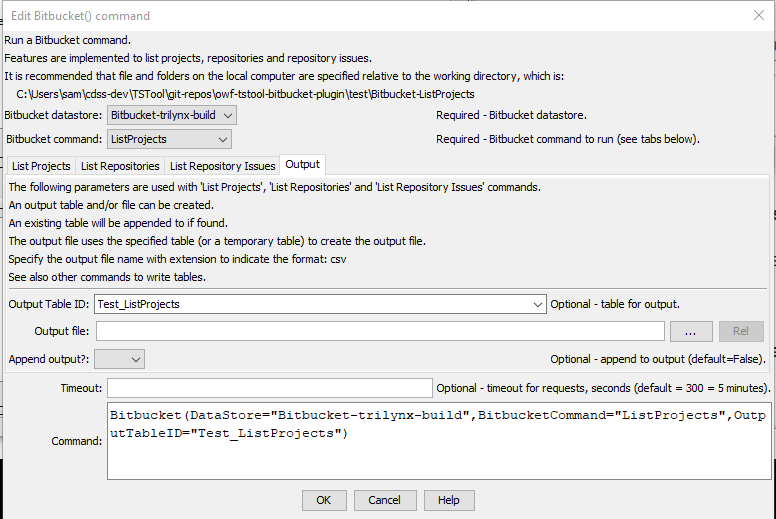 Edit Bitbucket() command
Run a Bitbucket command.
Features are implemented to list projects, repositories and repository issues.
It is recommended that file and folders on the local computer are specified relative to the working directory, which is:
C:\Users\sam\cdss-dev\TSTool\git-repos\owf-tstool-bitbucket-plugin\test\Bitbucket-ListProjects
Bitbucket datastore: Bitbucket-trilynx-build Required - Bitbucket datastore.
Bitbucket command: ListProjects Required - Bitbucket command to run (see tabs below).
List Projects List Repositories List Repository Issues Output
The following parameters are used with 'List Projects', 'List Repositories' and 'List Repository Issues' commands.
An output table and/or file can be created.
An existing table will be appended to if found.
The output file uses the specified table (or a temporary table) to create the output file.
Specify the output file name with extension to indicate the format: csv
See also other commands to write tables.
Output Table ID: Test_ListProjects Optional - table for output.
Output file: ... Rel
Append output?: Optional - append to output (default=False).
Timeout: Optional - timeout for requests, seconds (default = 300 = 5 minutes).
Command: Bitbucket(DataStore="Bitbucket-trilynx-build",BitbucketCommand="ListProjects",Outp
utTableID="Test_ListProjects")
OK Cancel Help